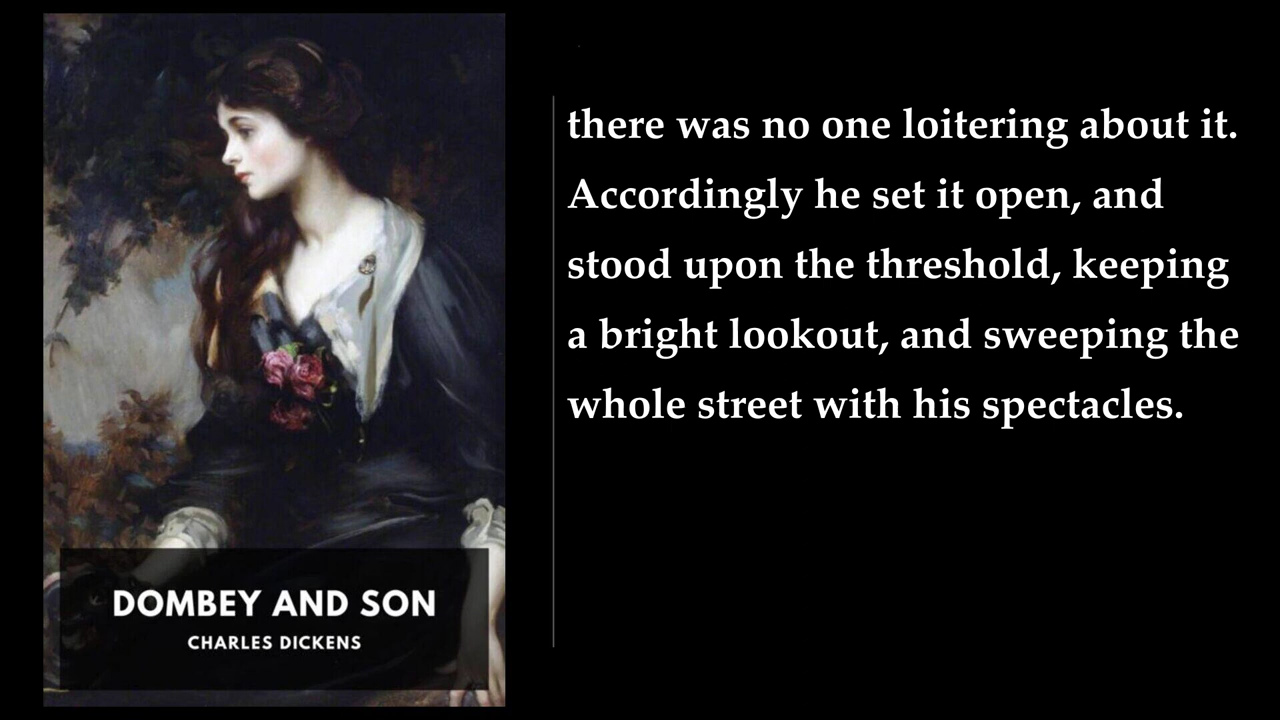 there was no one loitering about it.
Accordingly he set it open, and
stood upon the threshold, keeping
a bright lookout, and sweeping the
whole street with his spectacles.
DOMBEY AND SON
CHARLES DICKENS